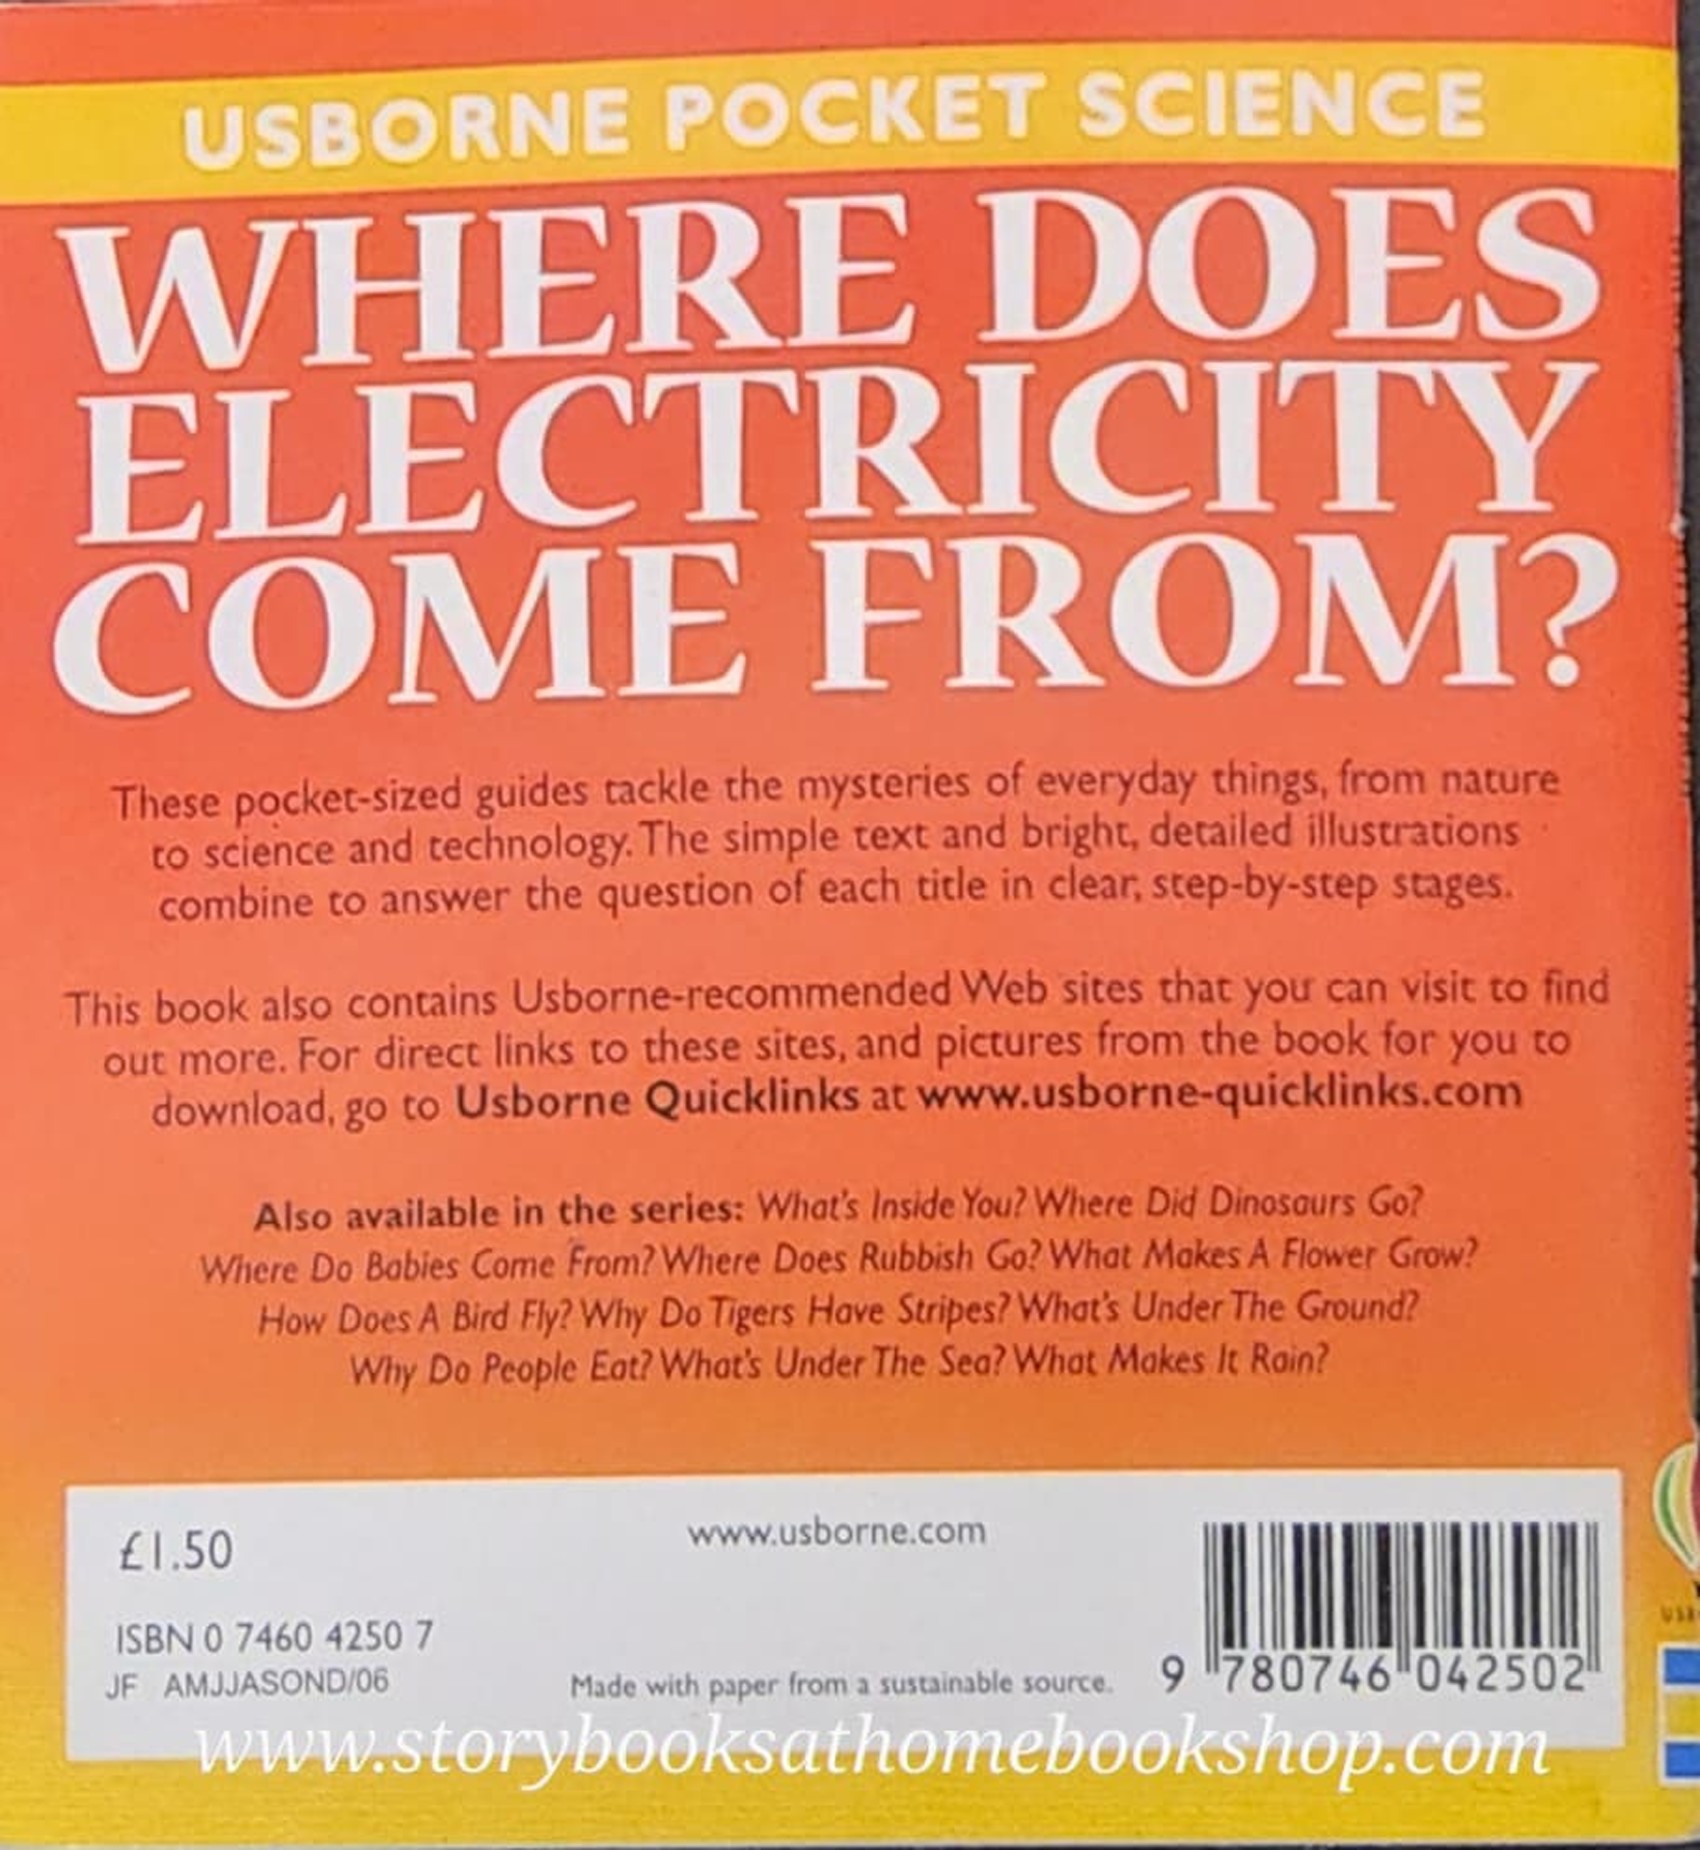 USBORNE POCKET SCIENCE
WHERE DOES
ELECTRICITY
COME FROM?
These pocket-sized guides tackle the mysteries of everyday things, from nature
to science and technology. The simple text and bright, detailed illustrations
combine to answer the question of each title in clear, step-by-step stages.
This book also contains Usborne-recommended Web sites that you can visit to find
out more. For direct links to these sites, and pictures from the book for you to
download, go to Usborne Quicklinks at www.usborne-quicklinks.com
Also available in the series: What's Inside You? Where Did Dinosaurs Go?
Where Do Babies Come From? Where Does Rubbish Go? What Makes A Flower Grow?
How Does A Bird Fly? Why Do Tigers Have Stripes? What's Under The Ground?
Why Do People Eat? What's Under The Sea? What Makes It Rain?
£1.50
www.usborne.com
ISBN 0 7460 4250 7
JF AMJJASOND/06
Made with paper from a sustainable source.
9 780746 042502
www.storybooksathomebookshop.com